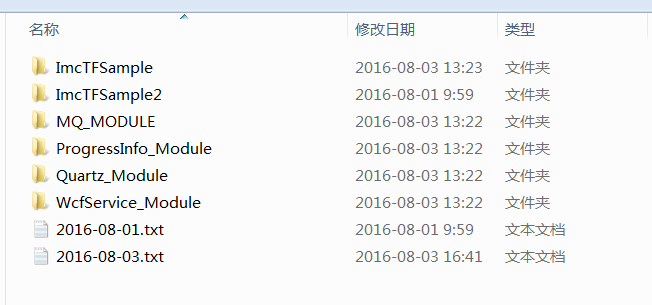 名称 修改日期 类型
ImcTFSample 2016-08-03 13:23 文件夹
ImcTFSample2 2016-08-01 9:59 文件夹
MQ_MODULE 2016-08-03 13:22 文件夹
ProgressInfo_Module 2016-08-03 13:22 文件夹
Quartz_Module 2016-08-03 13:22 文件夹
WcfService_Module 2016-08-03 13:22 文件夹
2016-08-01.txt 2016-08-01 9:59 文本文档
2016-08-03.txt 2016-08-03 16:41 文本文档